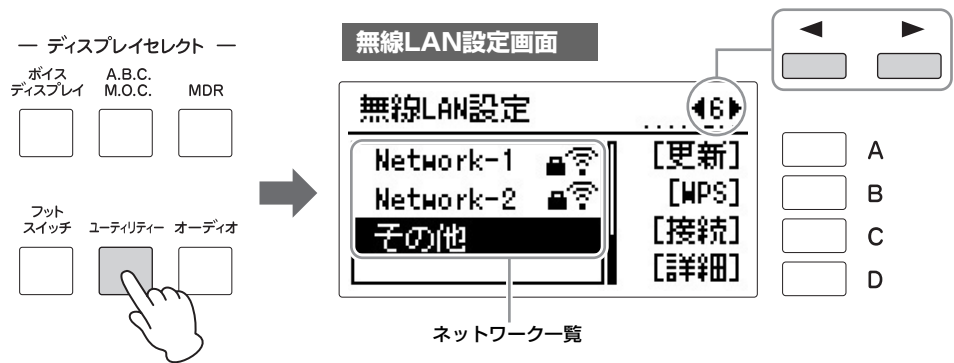 ディスプレイセレクト
ボイス
ディスプレイ
A.B.C.
M.O.C.
MDR
フット
スイッチ
ユーティリティー
オーディオ
無線LAN設定画面
無線LAN設定
6
Network-1
Network-2
その他
[更新]
[WPS]
[接続]
[詳細]
A
B
C
D
ネットワーク一覧